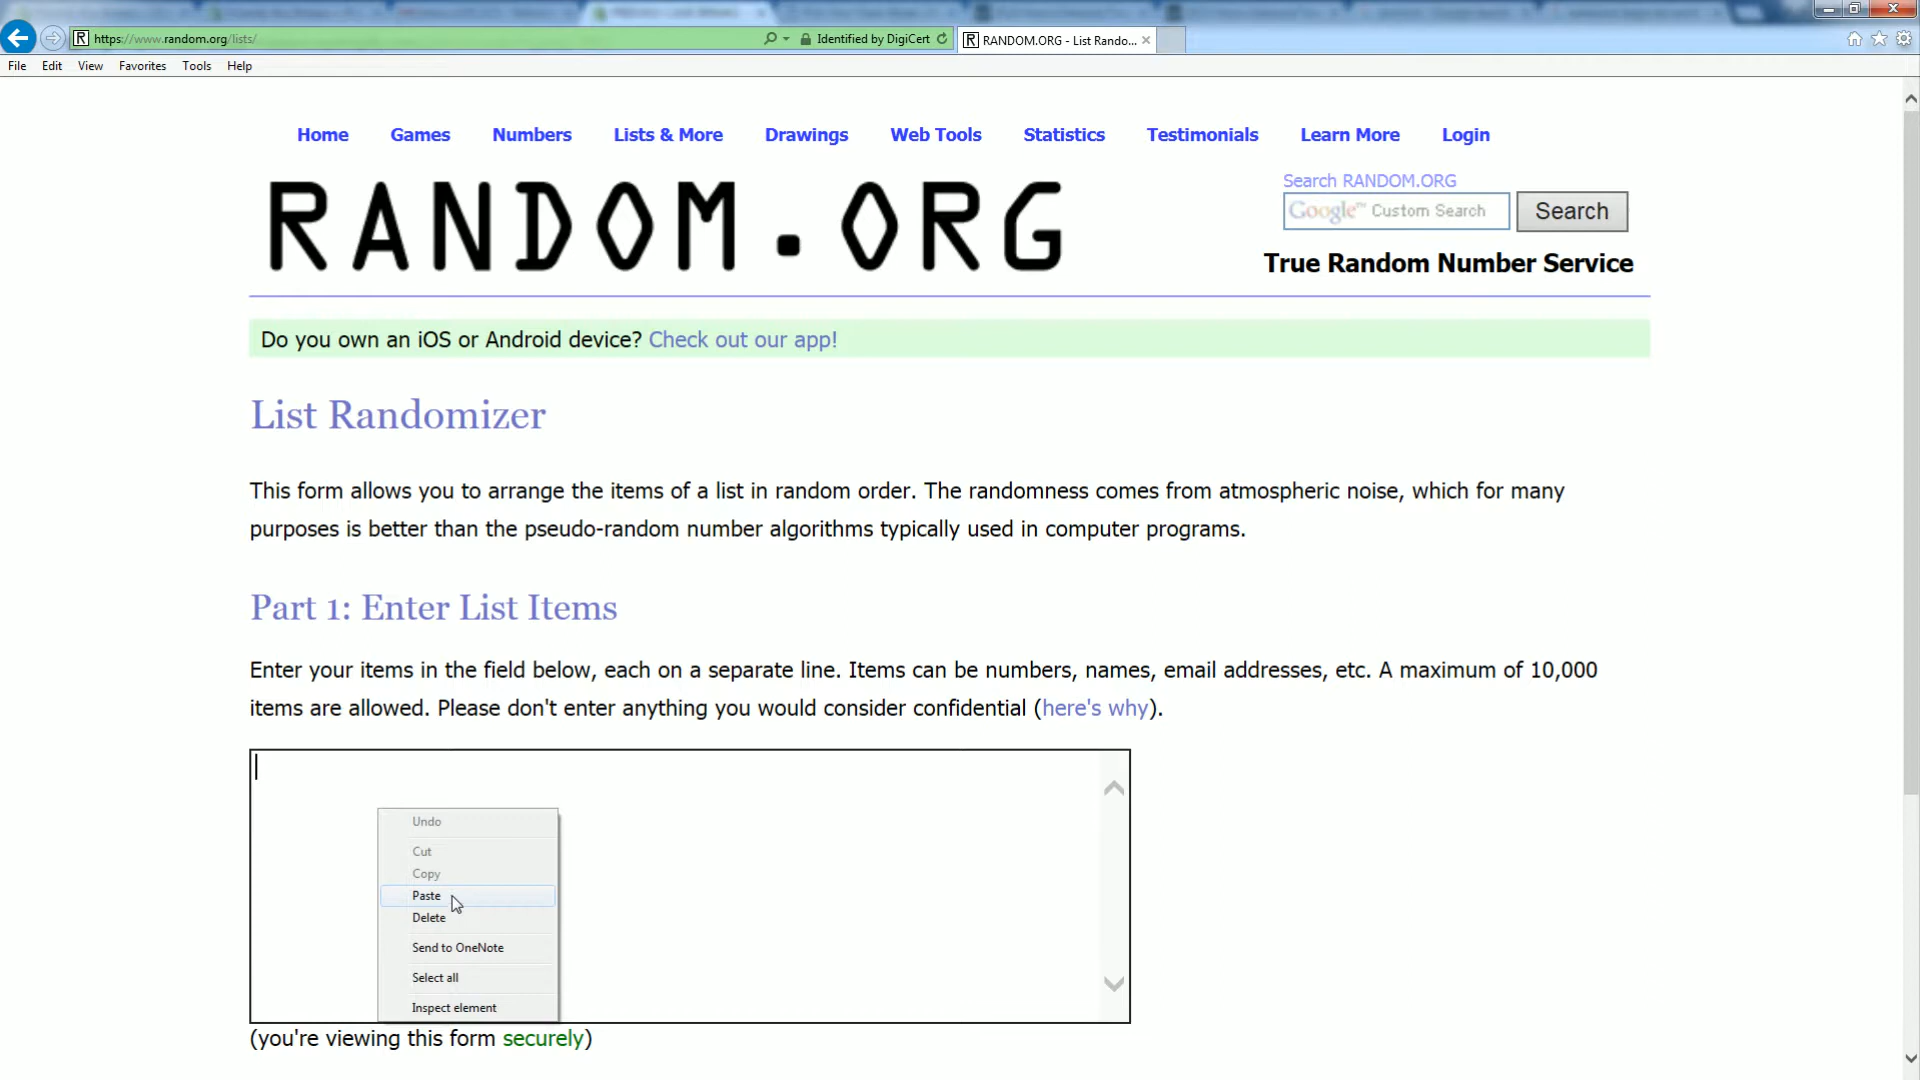 https://www.random.org/lists/
Identified by DigiCert
RANDOM.ORG - List Rando...
File Edit View Favorites Tools Help
Home Games Numbers Lists & More Drawings Web Tools Statistics Testimonials Learn More Login
RANDOM.ORG
Search RANDOM.ORG
Google™ Custom Search
Search
True Random Number Service
Do you own an iOS or Android device? Check out our app!
List Randomizer
This form allows you to arrange the items of a list in random order. The randomness comes from atmospheric noise, which for many
purposes is better than the pseudo-random number algorithms typically used in computer programs.
Part 1: Enter List Items
Enter your items in the field below, each on a separate line. Items can be numbers, names, email addresses, etc. A maximum of 10,000
items are allowed. Please don't enter anything you would consider confidential (here's why).
Undo
Cut
Copy
Paste
Delete
Send to OneNote
Select all
Inspect element
(you're viewing this form securely)